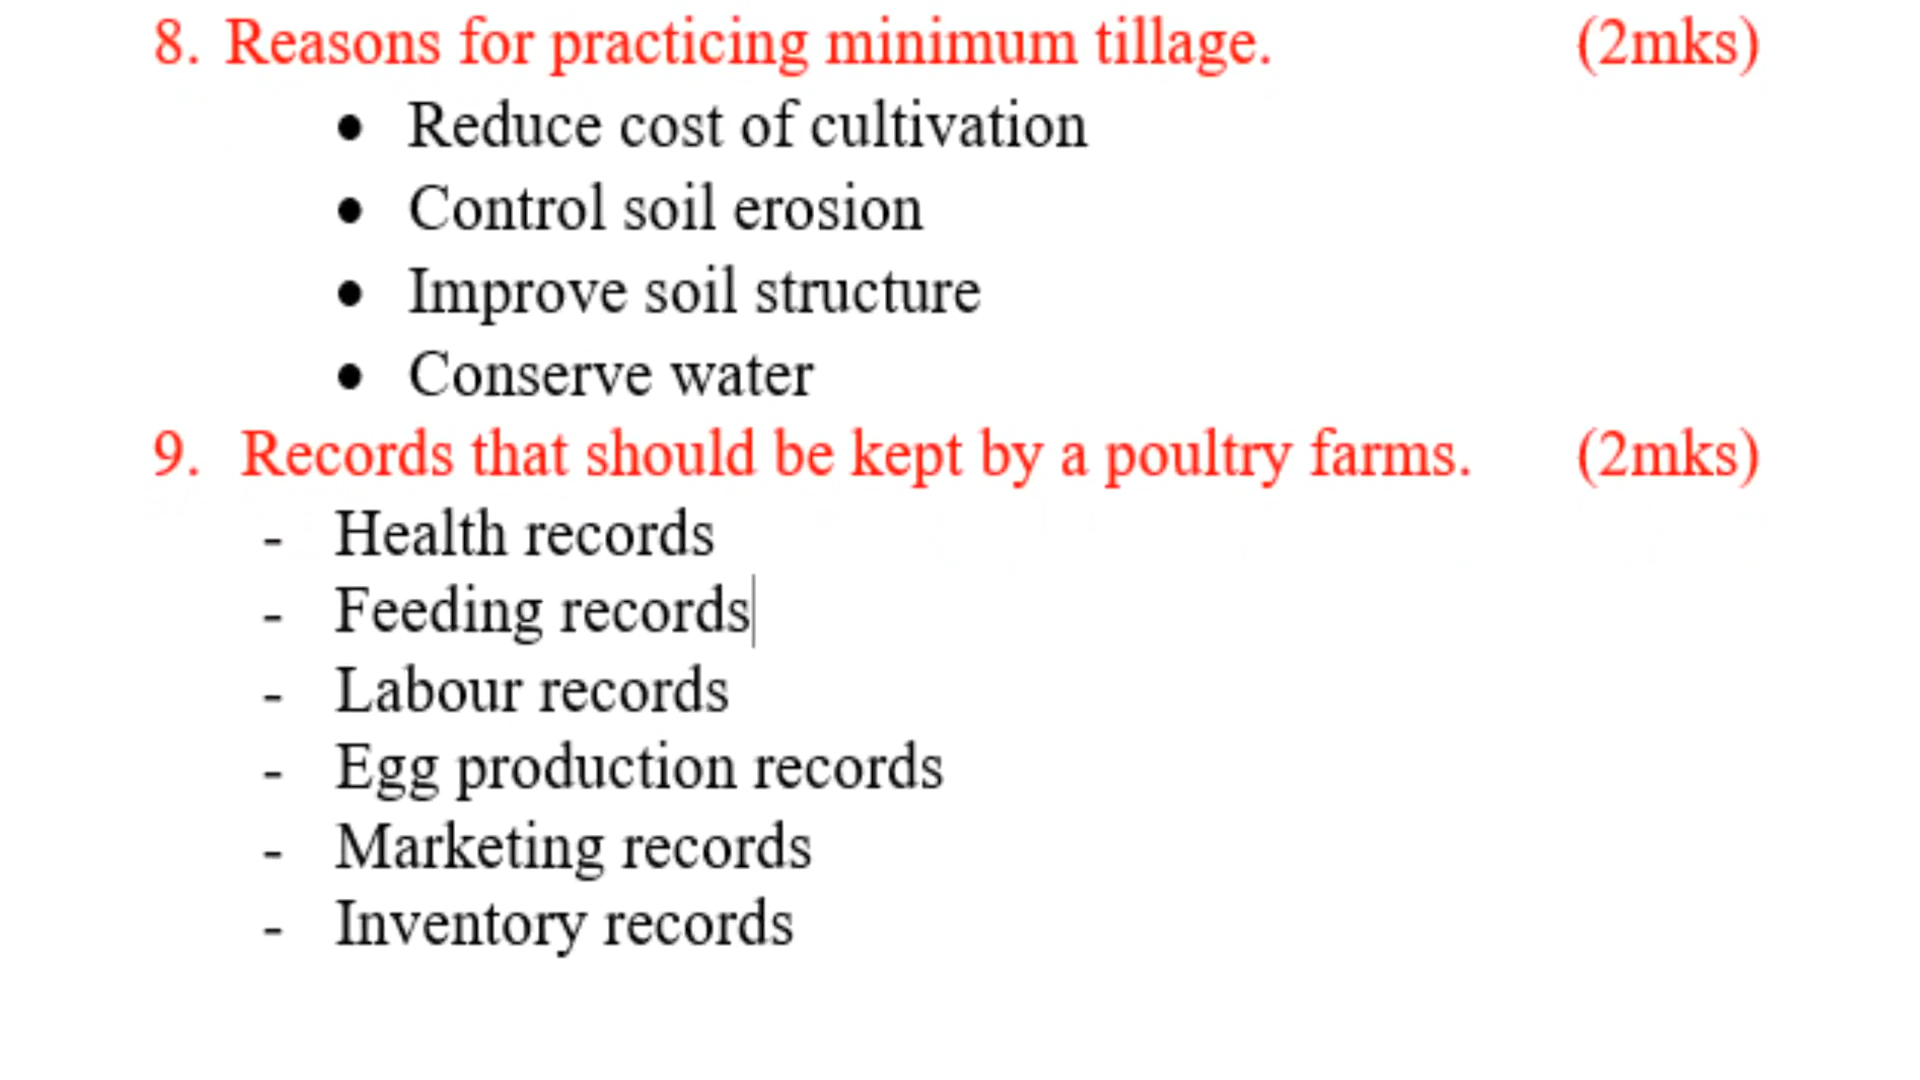 8. Reasons for practicing minimum tillage. (2mks)
● Reduce cost of cultivation
● Control soil erosion
● Improve soil structure
● Conserve water
9. Records that should be kept by a poultry farms. (2mks)
- Health records
- Feeding records
- Labour records
- Egg production records
- Marketing records
- Inventory records